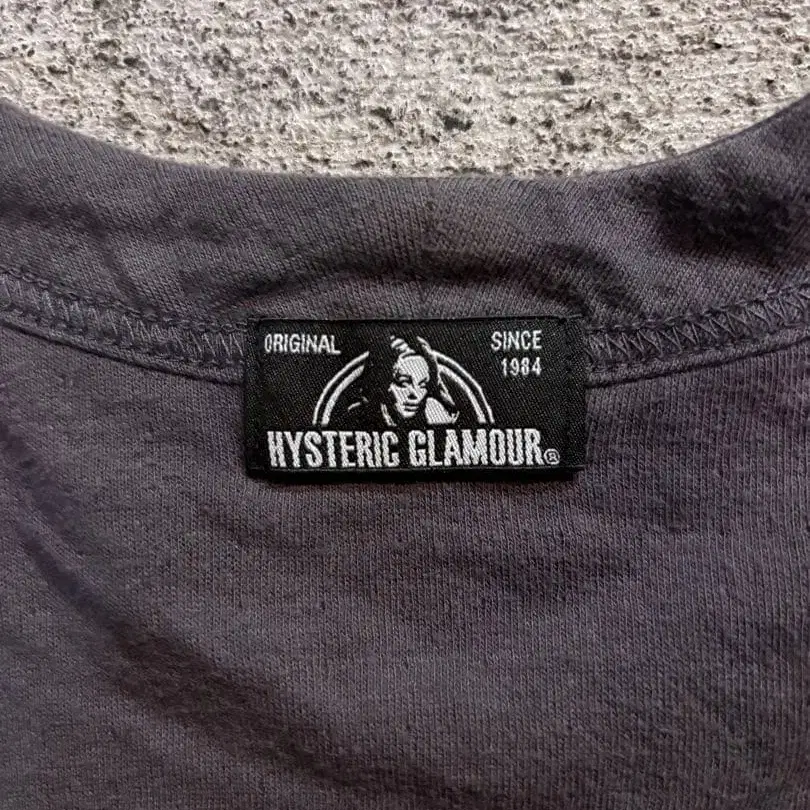 ORIGINAL
SINCE
1984
HYSTERIC GLAMOUR®